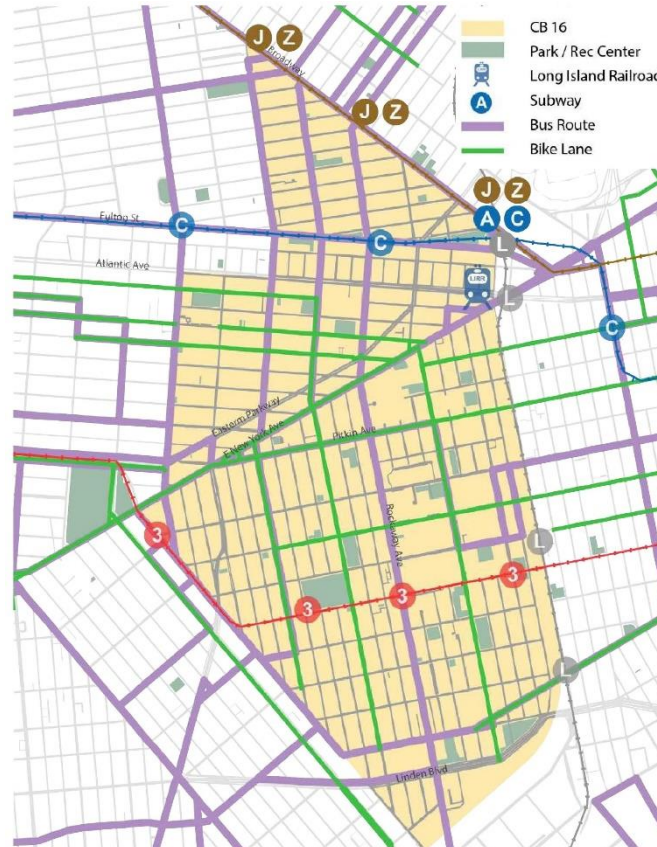 J Z
Broadway
CB 16
Park / Rec Center
Long Island Railroad
A
Subway
Bus Route
Bike Lane
J Z
J Z
A C
L
Fulton St
C
C
Atlantic Ave
LIRR
L
C
Eastern Parkway
E New York Ave
Pitkin Ave
Rockaway Ave
3
L
3
3
3
L
Linden Blvd